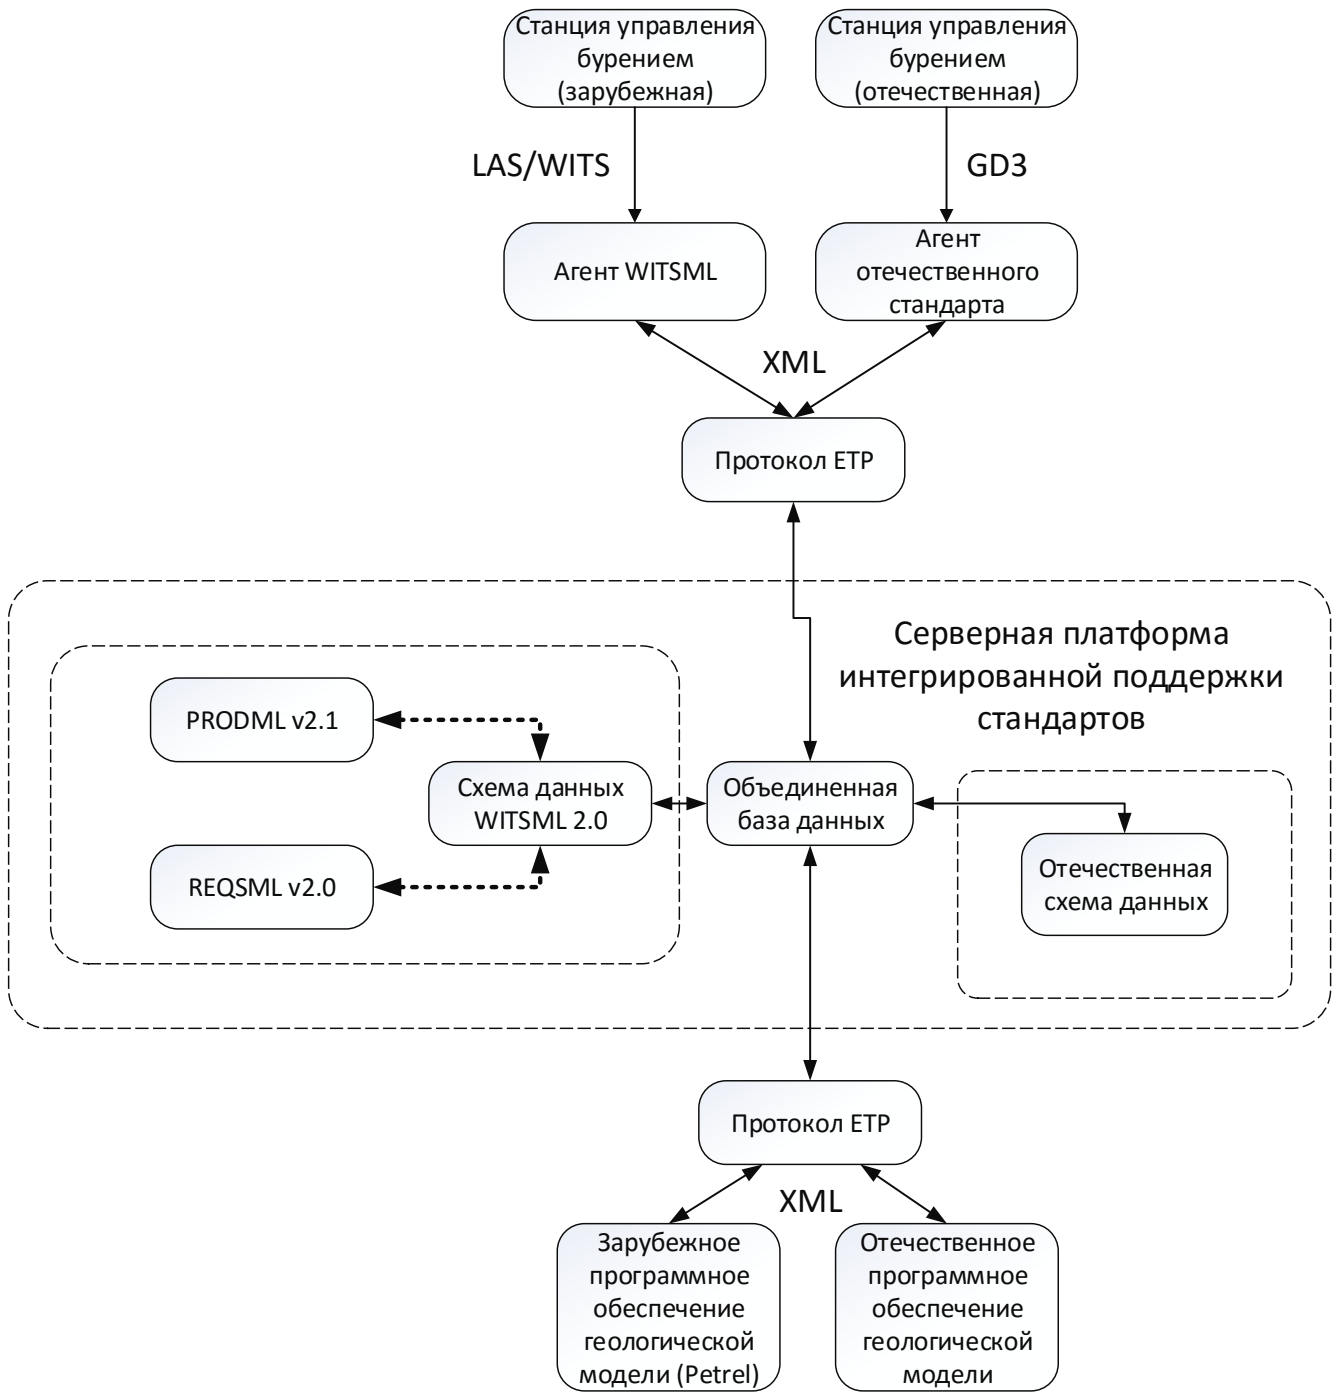 Станция управления
бурением
(зарубежная)
Станция управления
бурением
(отечественная)
LAS/WITS
GD3
Агент WITSML
Агент
отечественного
стандарта
XML
Протокол ETP
Серверная платформа
интегрированной поддержки
стандартов
PRODML v2.1
Схема данных
WITSML 2.0
Объединенная
база данных
REQSML v2.0
Отечественная
схема данных
Протокол ETP
XML
Зарубежное
программное
обеспечение
геологической
модели (Petrel)
Отечественное
программное
обеспечение
геологической
модели